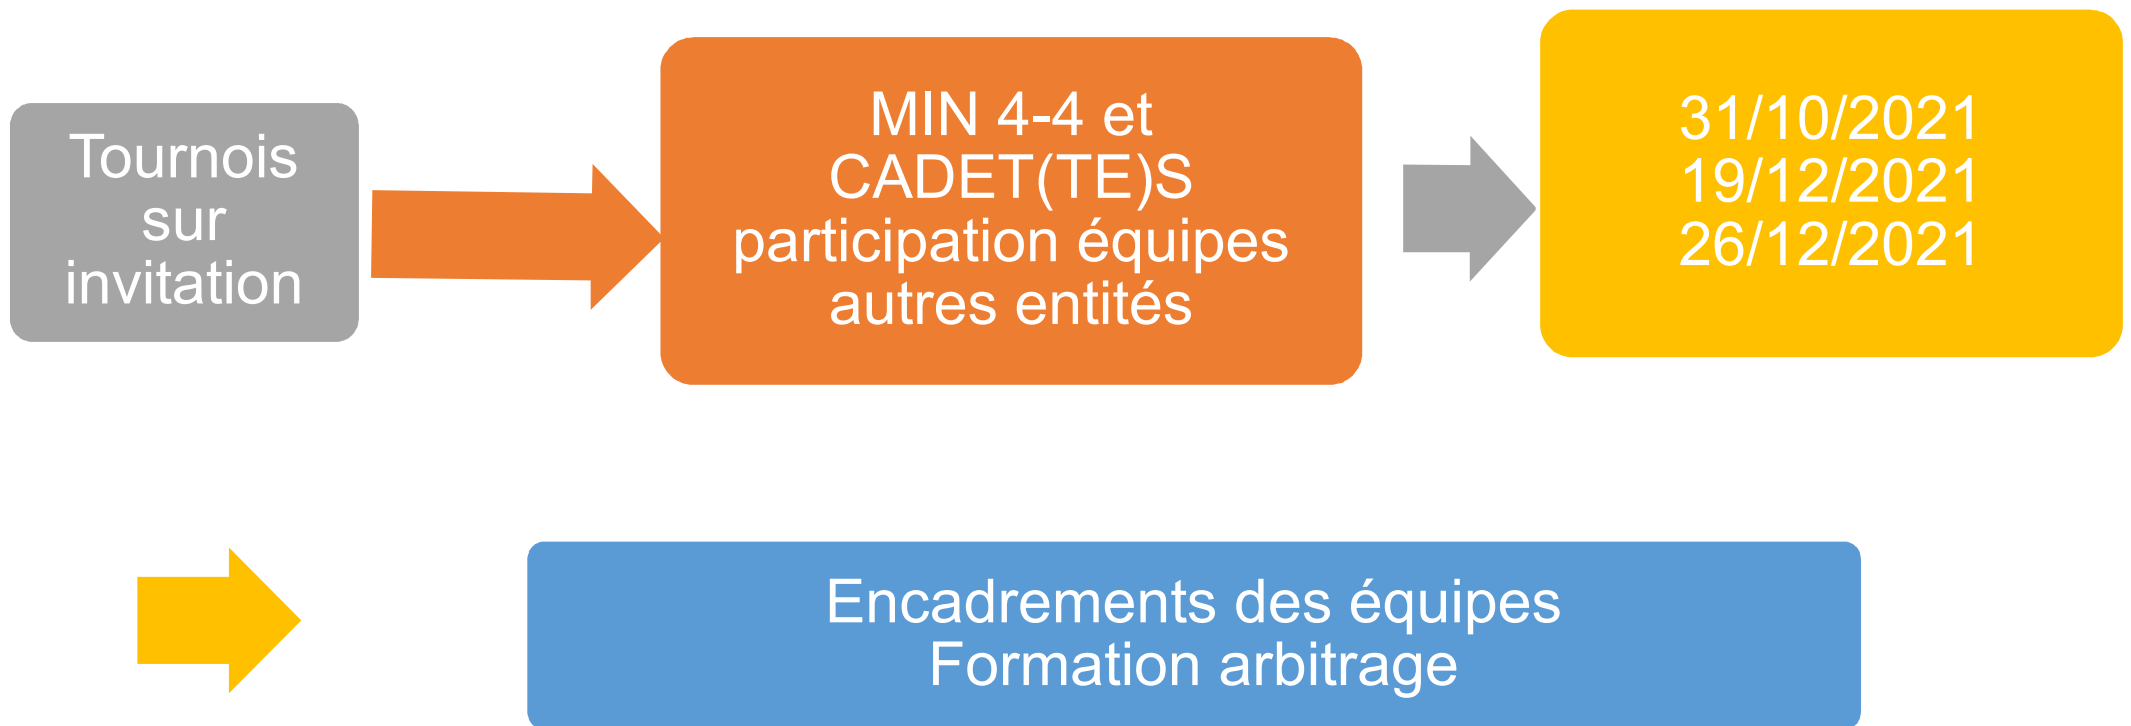 Tournois
sur
invitation
MIN 4-4 et
CADET(TE)S
participation équipes
autres entités
31/10/2021
19/12/2021
26/12/2021
Encadrements des équipes
Formation arbitrage